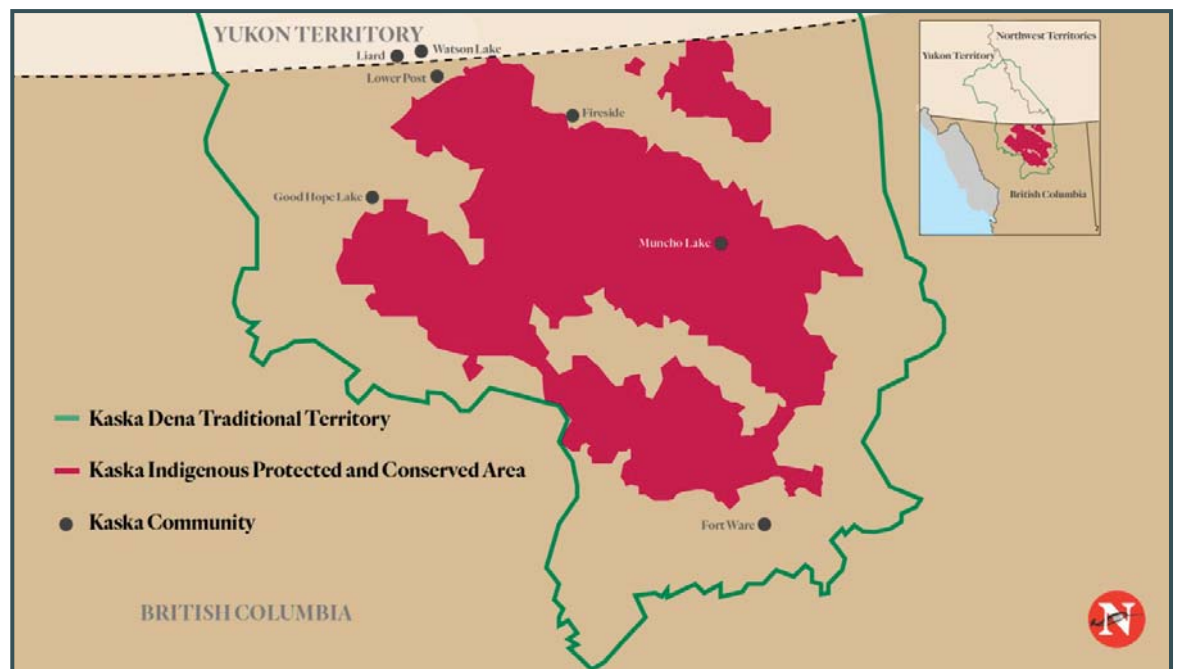 YUKON TERRITORY
Liard
Watson Lake
Lower Post
Fireside
Good Hope Lake
Muncho Lake
Fort Ware
Kaska Dena Traditional Territory
Kaska Indigenous Protected and Conserved Area
Kaska Community
BRITISH COLUMBIA
Northwest Territories
Yukon Territory
British Columbia
N